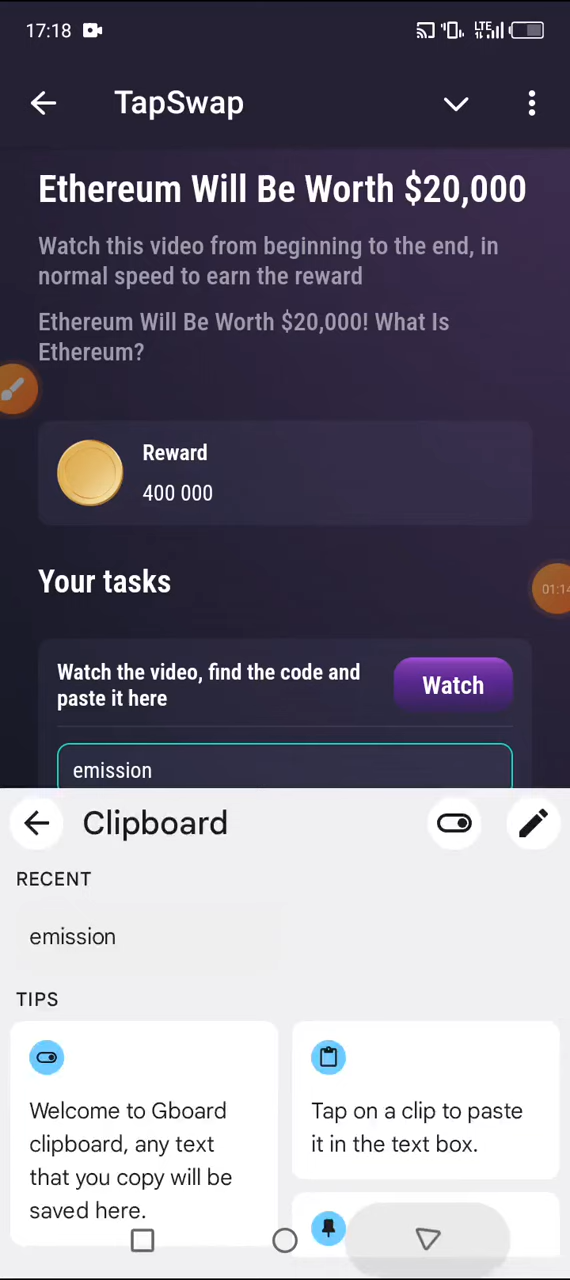 17:18
LTE
TapSwap
Ethereum Will Be Worth $20,000
Watch this video from beginning to the end, in
normal speed to earn the reward
Ethereum Will Be Worth $20,000! What Is
Ethereum?
Reward
400 000
01:14
Your tasks
Watch the video, find the code and
paste it here
Watch
emission
Clipboard
RECENT
emission
TIPS
Welcome to Gboard
clipboard, any text
that you copy will be
saved here.
Tap on a clip to paste
it in the text box.